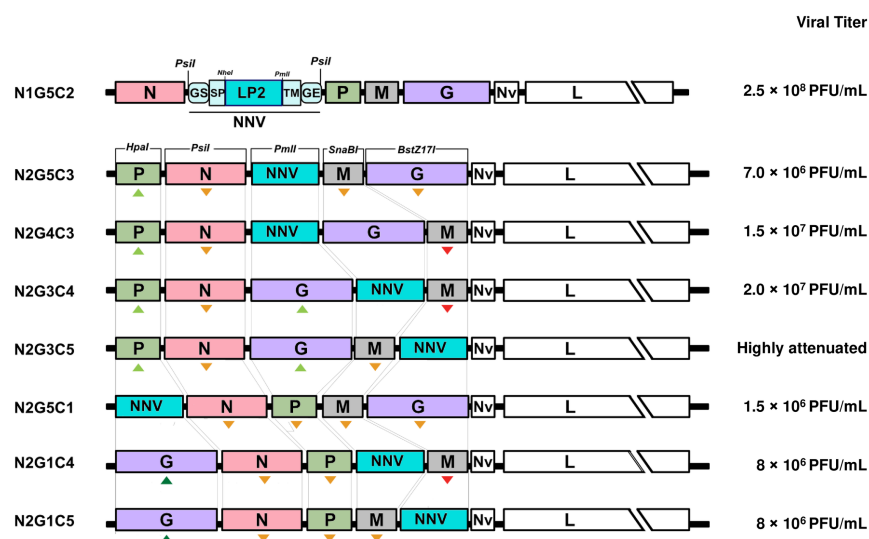 Viral Titer
PsiI PsiI
NheI PmlI
N1G5C2 N GS SP LP2 TM GE P M G Nv L 2.5 × 10⁸ PFU/mL
NNV
HpaI PsiI PmlI SnaBI BstZ17I
N2G5C3 P N NNV M G Nv L 7.0 × 10⁶ PFU/mL
N2G4C3 P N NNV G M Nv L 1.5 × 10⁷ PFU/mL
N2G3C4 P N G NNV M Nv L 2.0 × 10⁷ PFU/mL
N2G3C5 P N G M NNV Nv L Highly attenuated
N2G5C1 NNV N P M G Nv L 1.5 × 10⁶ PFU/mL
N2G1C4 G N P NNV M Nv L 8 × 10⁶ PFU/mL
N2G1C5 G N P M NNV Nv L 8 × 10⁶ PFU/mL